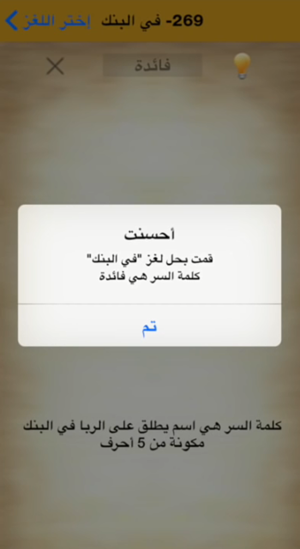 269- في البنك
إختر اللغز
فائدة
أحسنت
قمت بحل لغز "في البنك"
كلمة السر هي فائدة
تم
كلمة السر هي اسم يطلق على الربا في البنك
مكونة من 5 أحرف